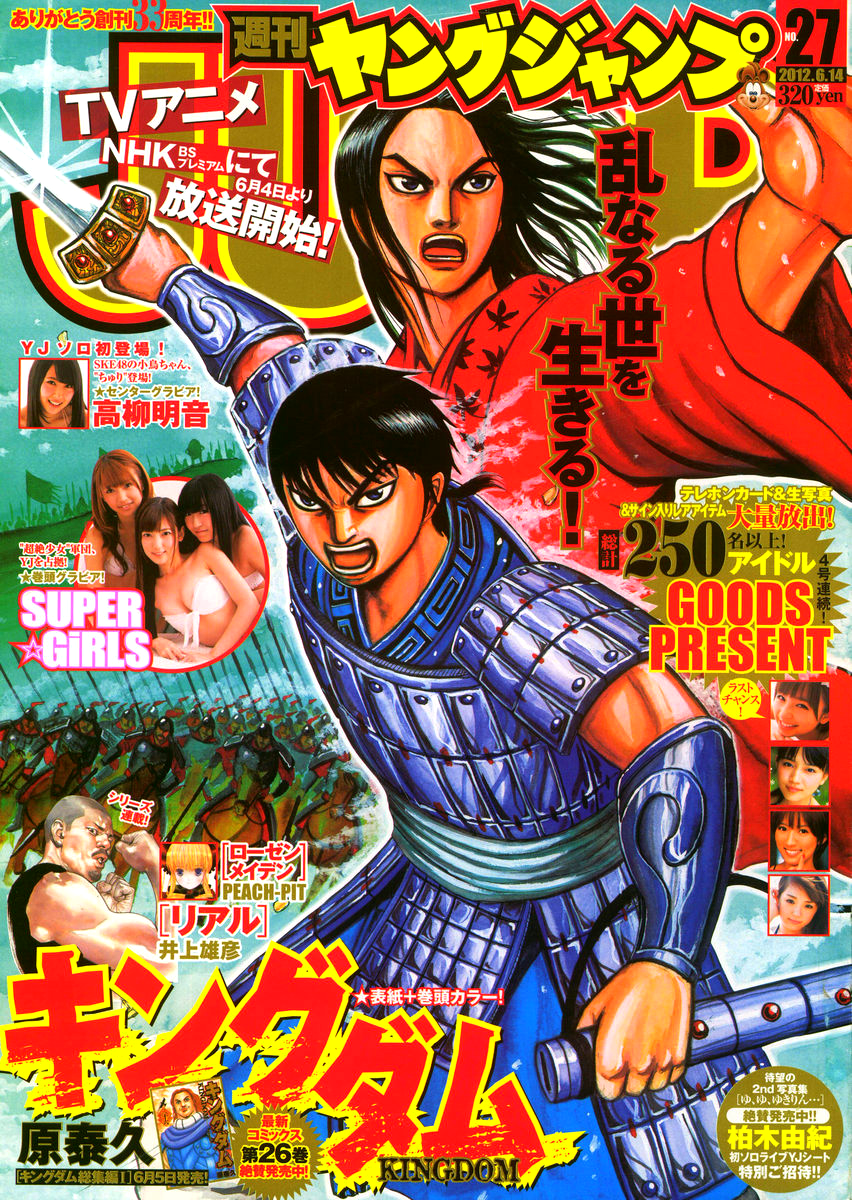 ありがとう創刊33周年!!
週刊
ヤングジャンプ
NO.27
2012.6.14
定価
320yen
TVアニメ
NHK BSプレミアムにて
6月4日より
放送開始!
乱なる世を
生きる!
YJソロ初登場!
SKE48の小鳥ちゃん、
"ちゅり"登場!
★センターグラビア!
高柳明音
"超絶少女"軍団、
YJを占拠!
★巻頭グラビア!
SUPER
☆GiRLS
テレホンカード&生写真
&サイン入りレアアイテム大量放出!
総計
250名以上!
アイドル
4号連続!
GOODS
PRESENT
ラスト
チャンス
!
シリーズ
連載!
[ローゼン
メイデン]
PEACH-PIT
[リアル]
井上雄彦
★表紙+巻頭カラー!
キングダム
KINGDOM
原泰久
キングダム
最新
コミックス
第26巻
絶賛発売中!
[キングダム総集編I]6月5日発売!
待望の
2nd 写真集
[ゆ、ゆ、ゆきりん…]
絶賛発売中!!
柏木由紀
初ソロライブYJシート
特別ご招待!!